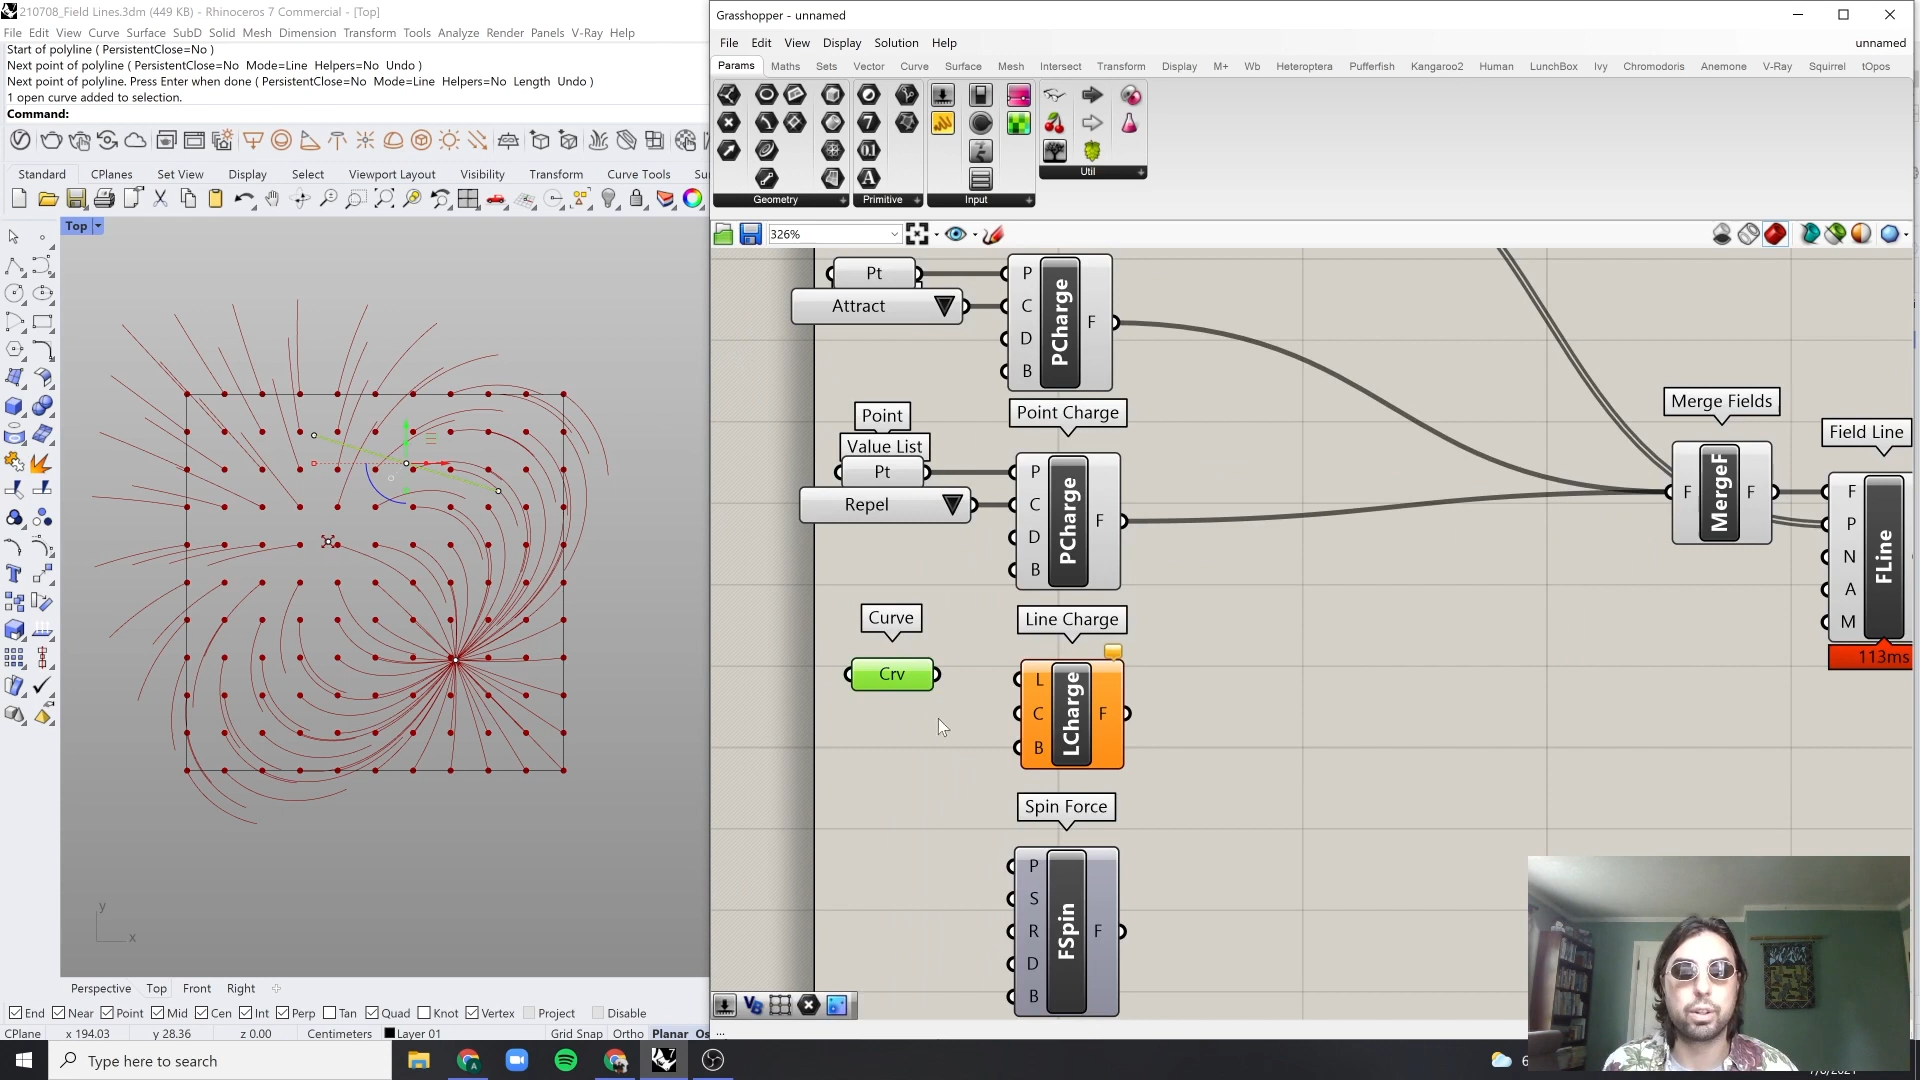 210708_Field Lines.3dm (449 KB) - Rhinoceros 7 Commercial - [Top]
File Edit View Curve Surface SubD Solid Mesh Dimension Transform Tools Analyze Render Panels V-Ray Help
Start of polyline ( PersistentClose=No )
Next point of polyline ( PersistentClose=No Mode=Line Helpers=No Undo )
Next point of polyline. Press Enter when done ( PersistentClose=No Mode=Line Helpers=No Length Undo )
1 open curve added to selection.
Command:
Standard CPlanes Set View Display Select Viewport Layout Visibility Transform Curve Tools Su
Top
y
x
Perspective Top Front Right
End Near Point Mid Cen Int Perp Tan Quad Knot Vertex Project Disable
CPlane x 194.03 y 28.36 z 0.00 Centimeters Layer 01 Grid Snap Ortho Planar Os
Grasshopper - unnamed
File Edit View Display Solution Help unnamed
Params Maths Sets Vector Curve Surface Mesh Intersect Transform Display M+ Wb Heteroptera Pufferfish Kangaroo2 Human LunchBox Ivy Chromodoris Anemone V-Ray Squirrel tOpos
Geometry Primitive Input Util
326%
Pt
Attract
P
C
D
B
PCharge
F
Point
Value List
Pt
Repel
Point Charge
P
C
D
B
PCharge
F
Curve
Crv
Line Charge
L
C
B
LCharge
F
Spin Force
P
S
R
D
B
FSpin
F
Merge Fields
F MergeF F
Field Line
F
P
N
A
M
FLine
113ms
...
Type here to search